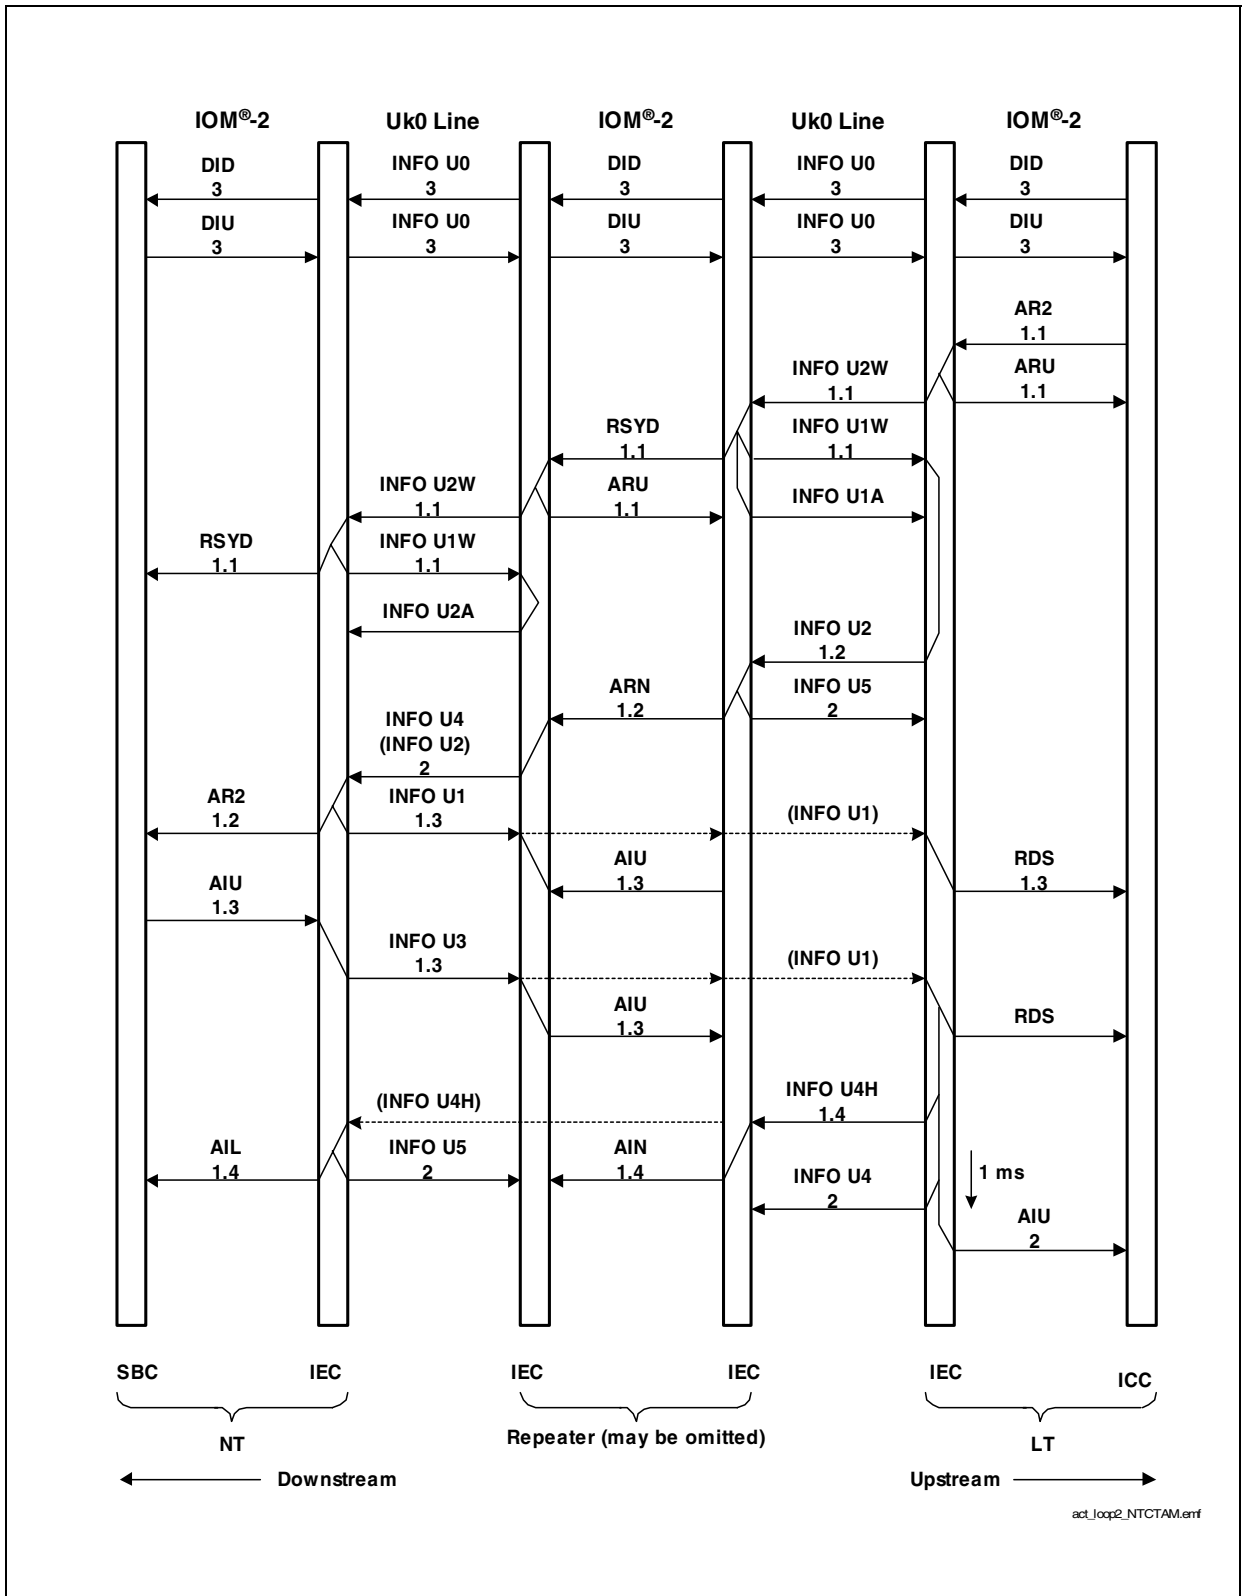 IOM®-2 Uk0 Line IOM®-2 Uk0 Line IOM®-2
DID INFO U0 DID INFO U0 DID
3 3 3 3 3
DIU INFO U0 DIU INFO U0 DIU
3 3 3 3 3
AR2
1.1
INFO U2W ARU
1.1 1.1
RSYD INFO U1W
1.1 1.1
INFO U2W ARU INFO U1A
1.1 1.1
RSYD INFO U1W
1.1 1.1
INFO U2A
INFO U2
1.2
ARN INFO U5
1.2 2
INFO U4
(INFO U2)
2
AR2 INFO U1 (INFO U1)
1.2 1.3
AIU RDS
1.3 1.3
AIU
1.3
INFO U3 (INFO U1)
1.3
AIU RDS
1.3
INFO U4H
1.4
(INFO U4H)
AIL INFO U5 AIN
1.4 2 1.4
INFO U4 1 ms
2
AIU
2
SBC IEC IEC IEC IEC ICC
NT Repeater (may be omitted) LT
Downstream Upstream
act_loop2_NTCTAM.emf